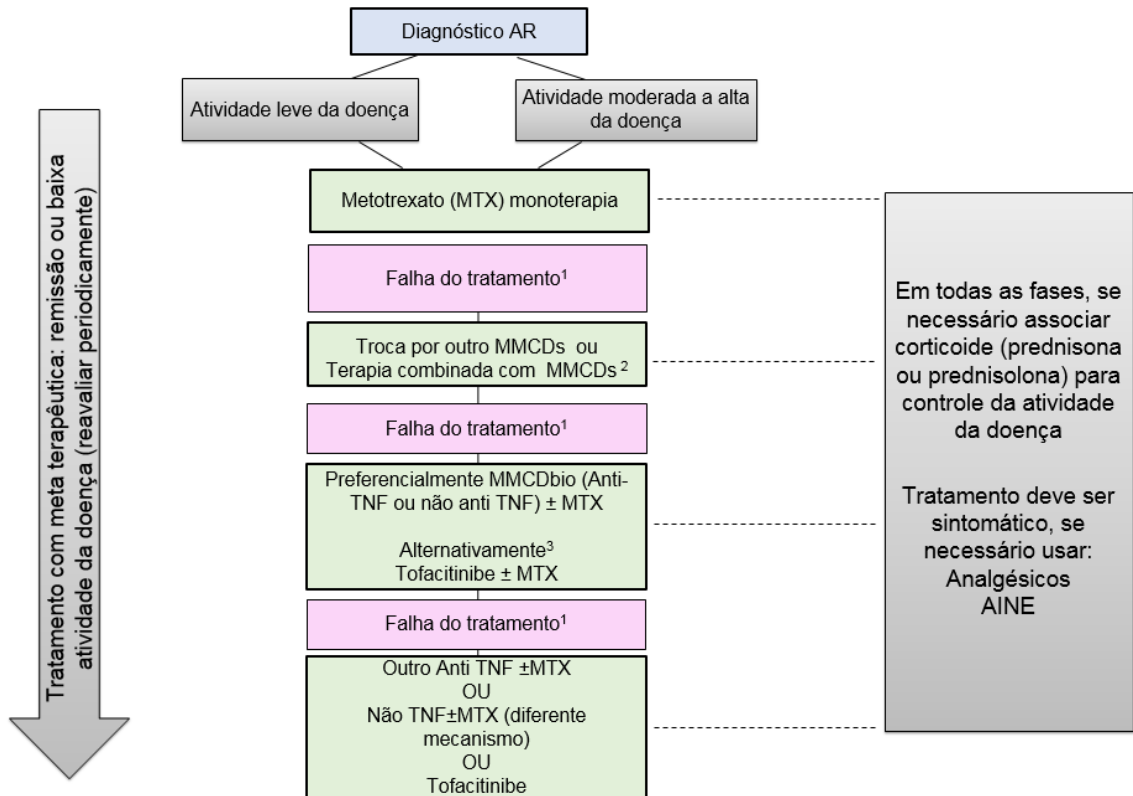 Diagnóstico AR
Atividade leve da doença
Atividade moderada a alta
da doença
Metotrexato (MTX) monoterapia
Falha do tratamento¹
Troca por outro MMCDs ou
Terapia combinada com MMCDs ²
Falha do tratamento¹
Preferencialmente MMCDbio (Anti-
TNF ou não anti TNF) ± MTX
Alternativamente³
Tofacitinibe ± MTX
Falha do tratamento¹
Outro Anti TNF ±MTX
OU
Não TNF±MTX (diferente
mecanismo)
OU
Tofacitinibe
Tratamento com meta terapêutica: remissão ou baixa
atividade da doença (reavaliar periodicamente)
Em todas as fases, se
necessário associar
corticoide (prednisona
ou prednisolona) para
controle da atividade
da doença
Tratamento deve ser
sintomático, se
necessário usar:
Analgésicos
AINE